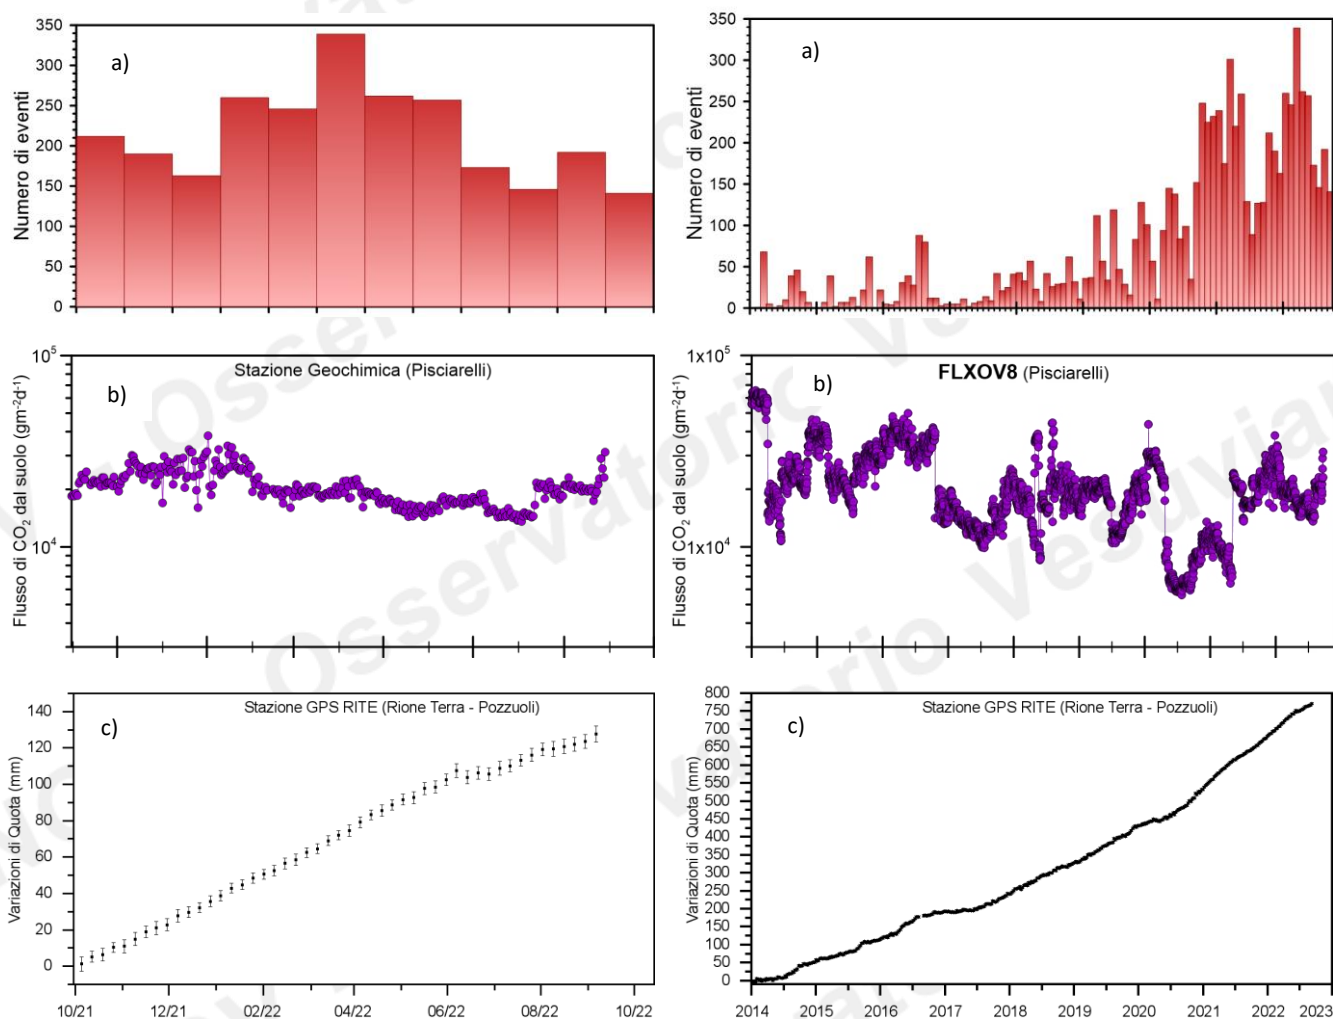 a)
Numero di eventi
350
300
250
200
150
100
50
0
a)
Numero di eventi
350
300
250
200
150
100
50
0
b)
Stazione Geochimica (Pisciarelli)
Flusso di CO2 dal suolo (gm-2d-1)
10^5
10^4
b)
FLXOV8 (Pisciarelli)
Flusso di CO2 dal suolo (gm-2d-1)
1x10^5
1x10^4
c)
Stazione GPS RITE (Rione Terra - Pozzuoli)
Variazioni di Quota (mm)
140
120
100
80
60
40
20
0
10/21 12/21 02/22 04/22 06/22 08/22 10/22
c)
Stazione GPS RITE (Rione Terra - Pozzuoli)
Variazioni di Quota (mm)
800
750
700
650
600
550
500
450
400
350
300
250
200
150
100
50
0
2014 2015 2016 2017 2018 2019 2020 2021 2022 2023
Osservatorio Vesuviano
Osservatorio Vesuviano